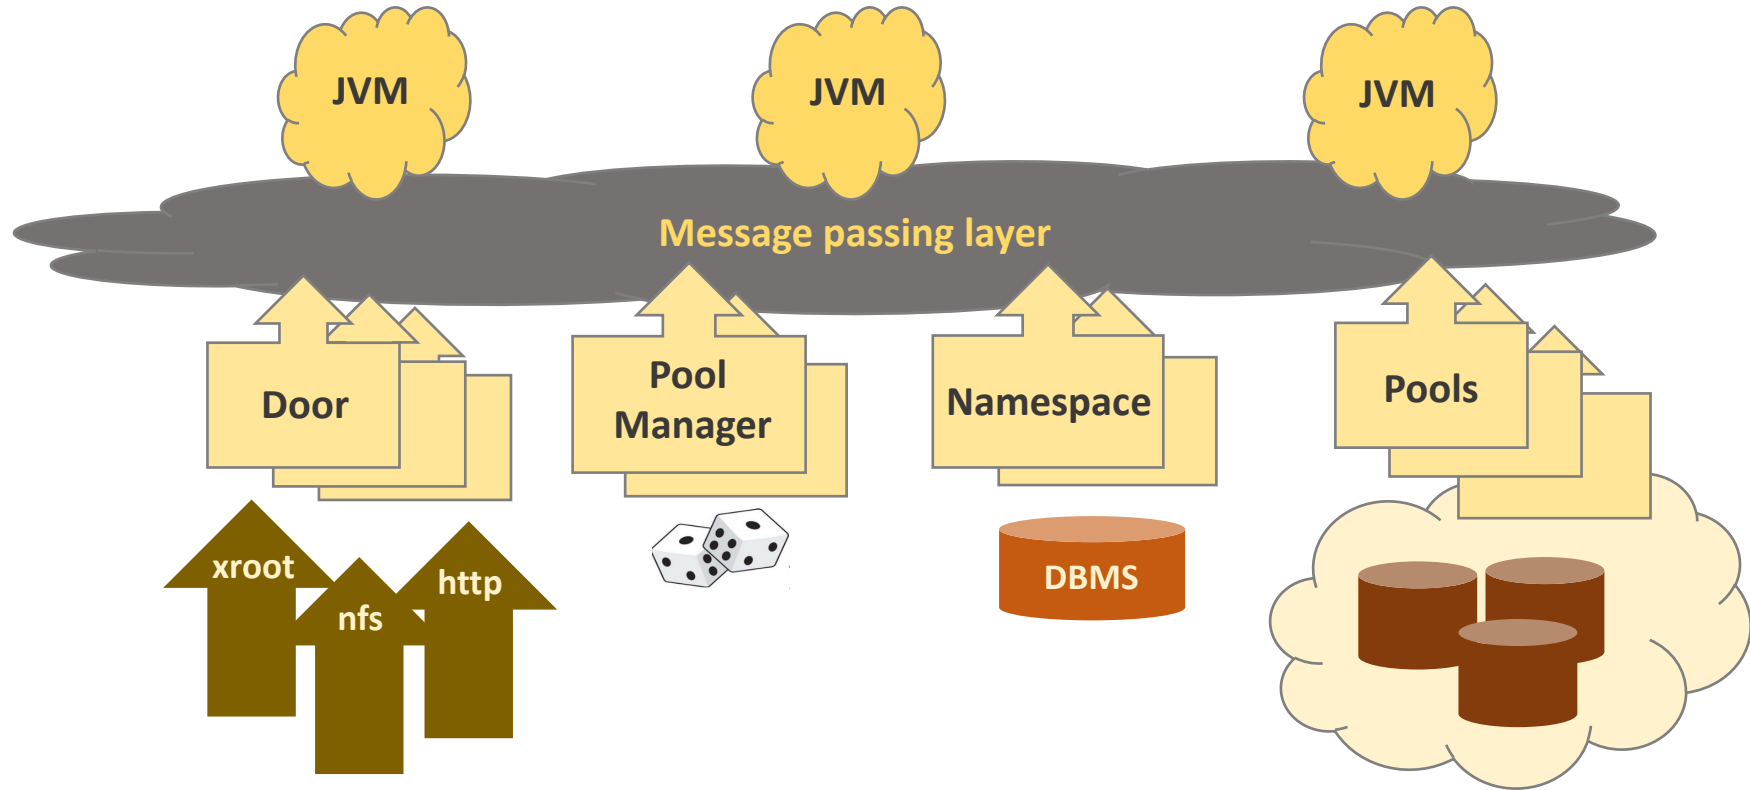 JVM
JVM
JVM
Message passing layer
Door
Pool
Manager
Namespace
Pools
xroot
nfs
http
DBMS